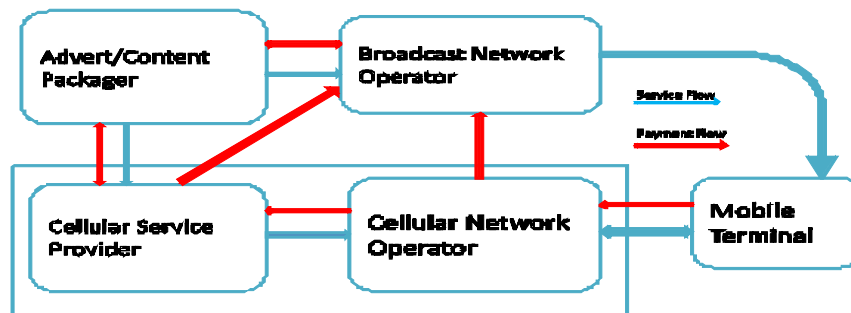 Advert/Content
Packager
Broadcast Network
Operator
Service Flow
Payment Flow
Cellular Service
Provider
Cellular Network
Operator
Mobile
Terminal